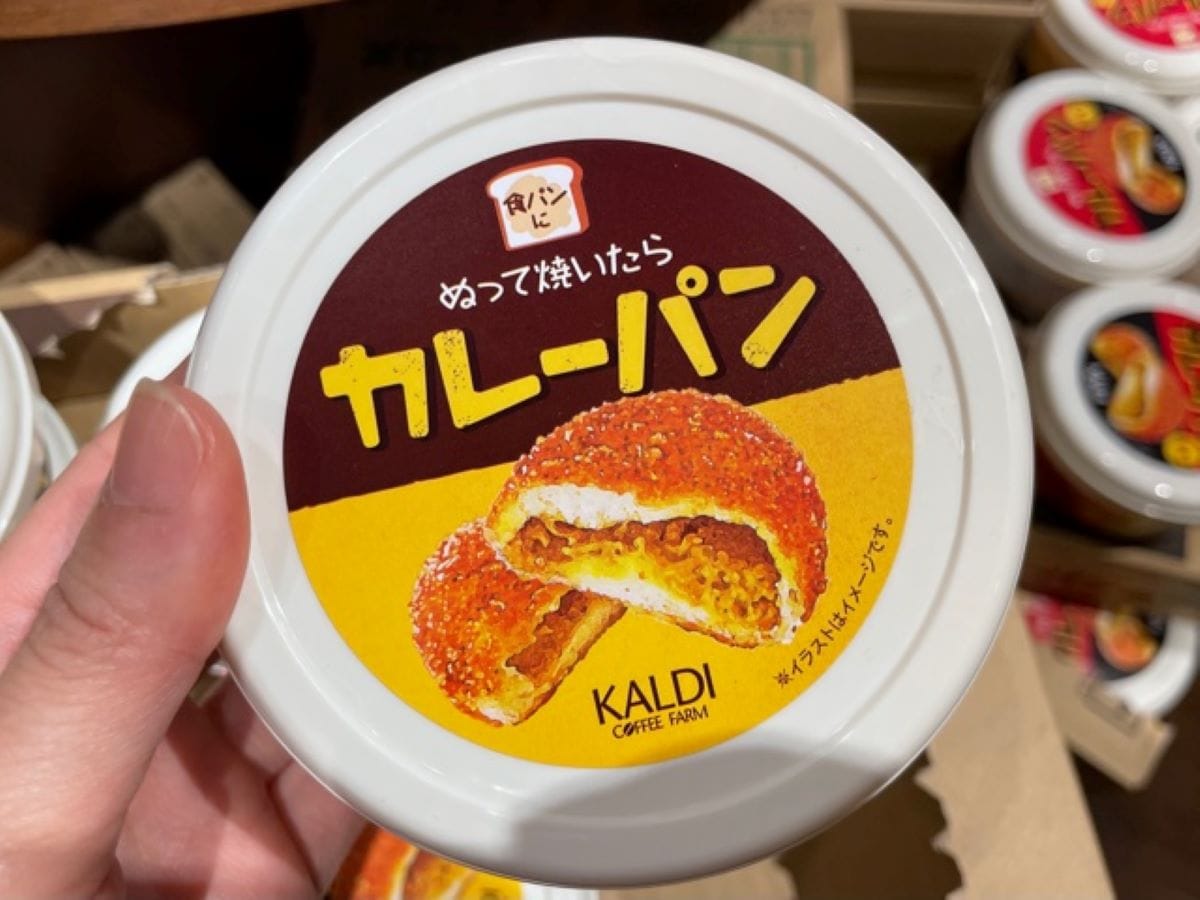 食パン
に
ぬって焼いたら
カレーパン
※イラストはイメージです。
KALDI
COFFEE FARM